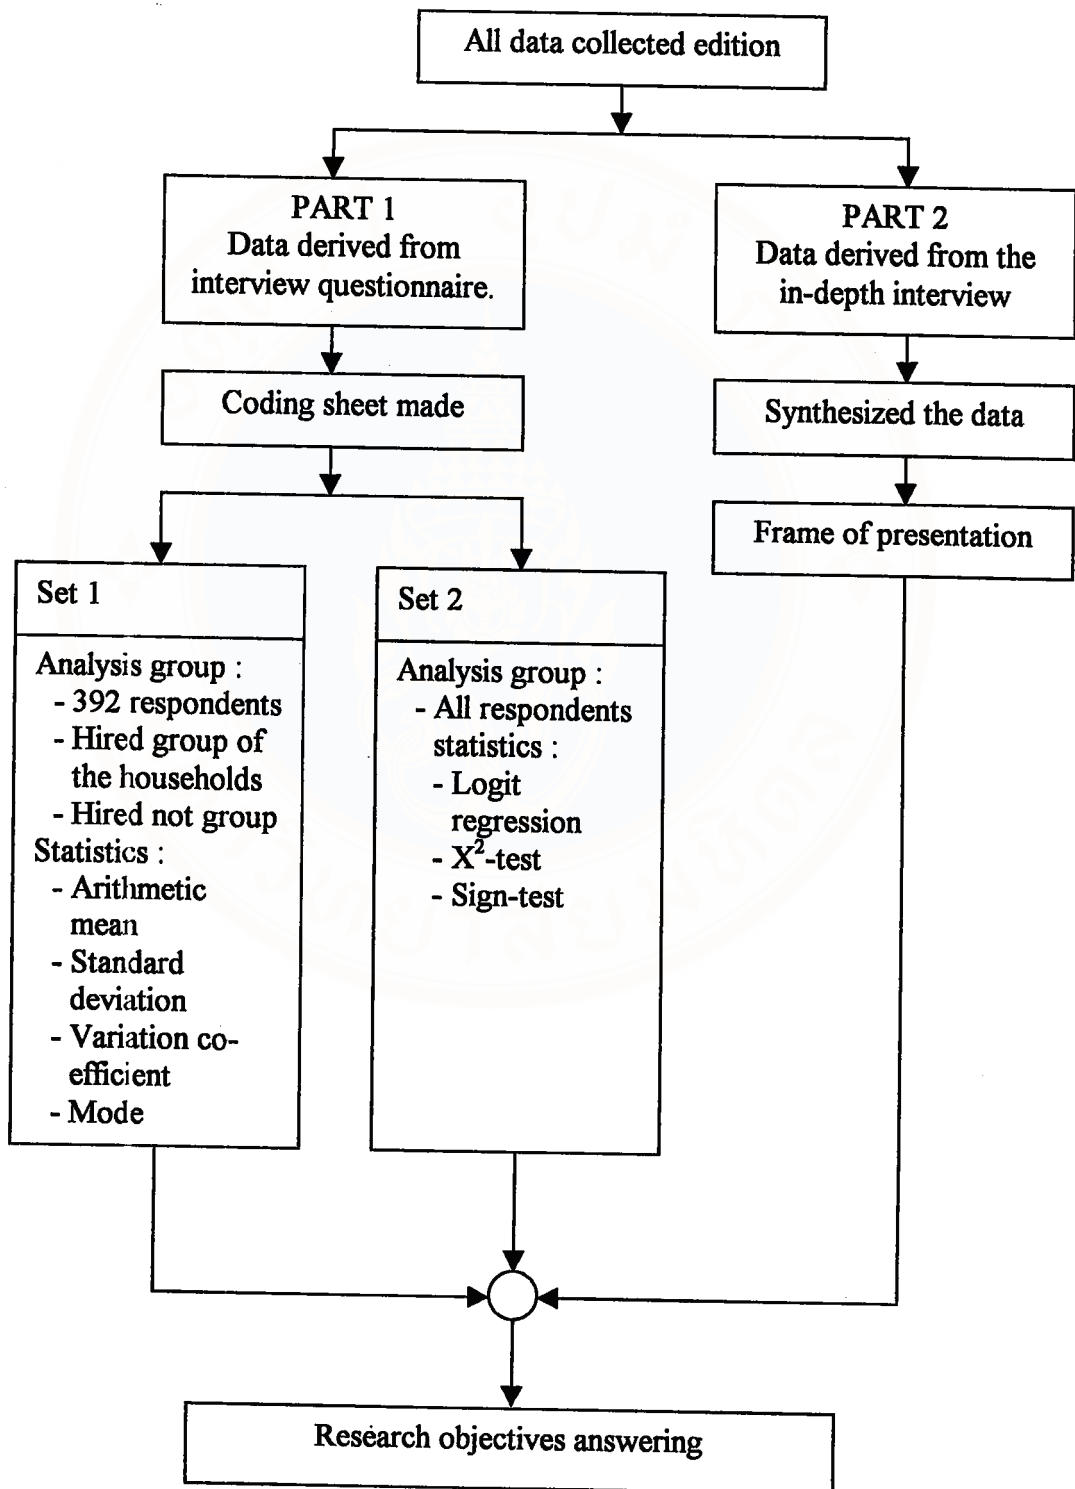 All data collected edition
PART 1
Data derived from
interview questionnaire.
PART 2
Data derived from the
in-depth interview
Coding sheet made
Synthesized the data
Frame of presentation
Set 1
Analysis group :
- 392 respondents
- Hired group of
the households
- Hired not group
Statistics :
- Arithmetic
mean
- Standard
deviation
- Variation co-
efficient
- Mode
Set 2
Analysis group :
- All respondents
statistics :
- Logit
regression
- X²-test
- Sign-test
Research objectives answering